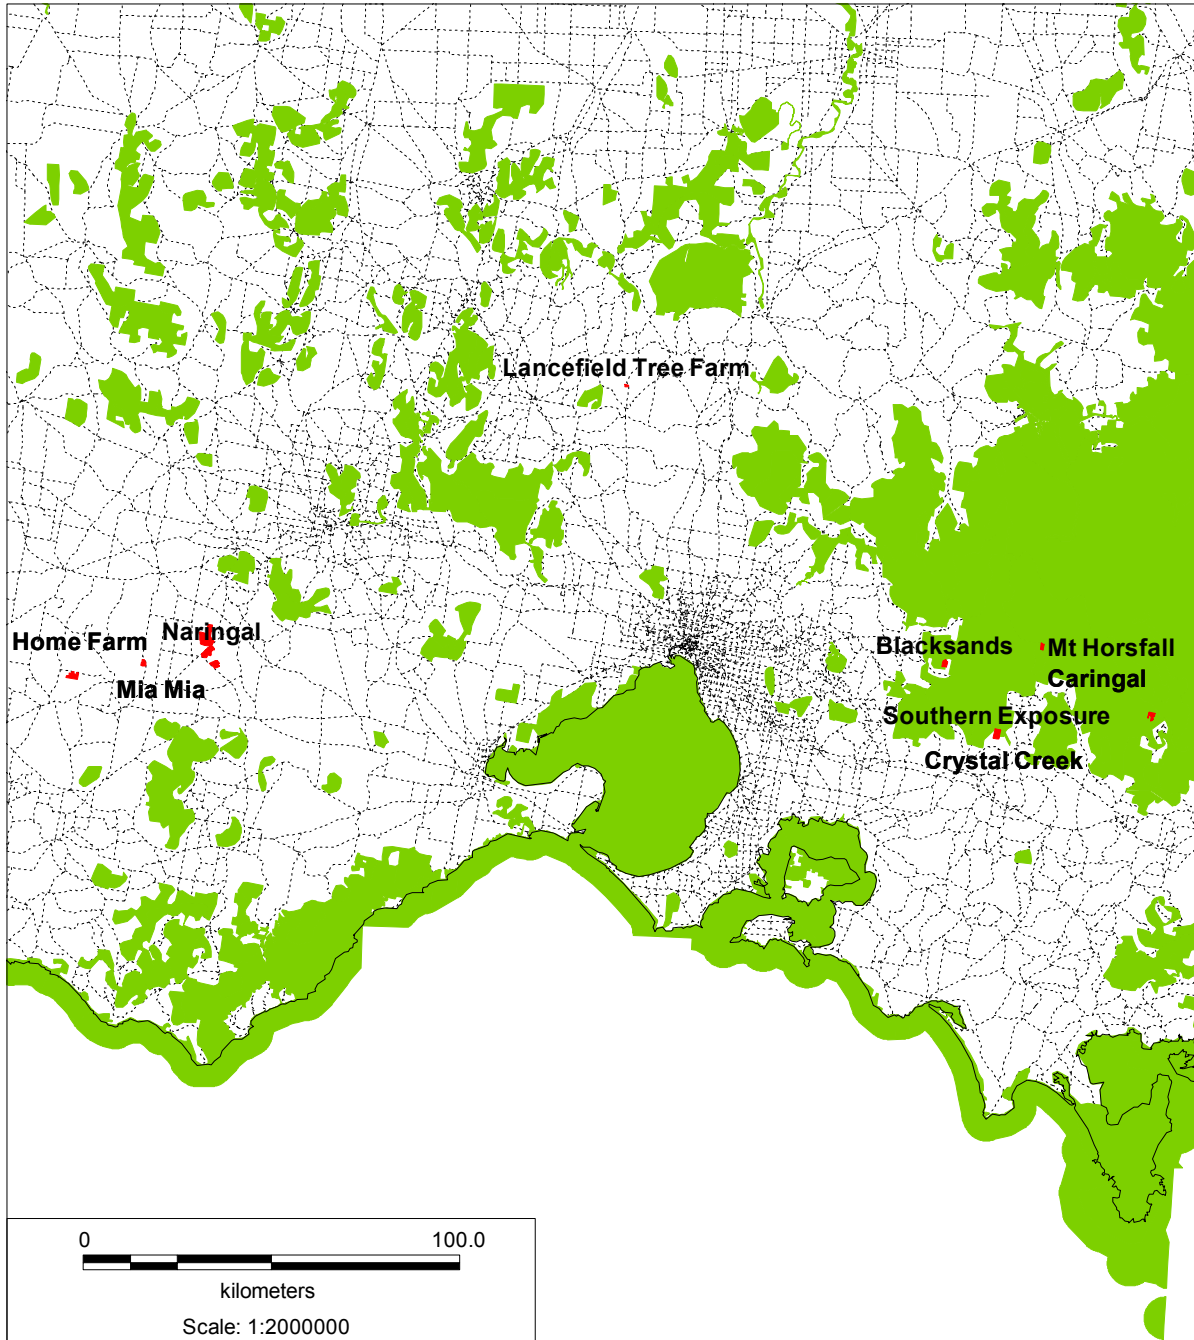 Lancefield Tree Farm
Home Farm
Naringal
Mia Mia
Blacksands
Mt Horsfall
Caringal
Southern Exposure
Crystal Creek
0 100.0
kilometers
Scale: 1:2000000